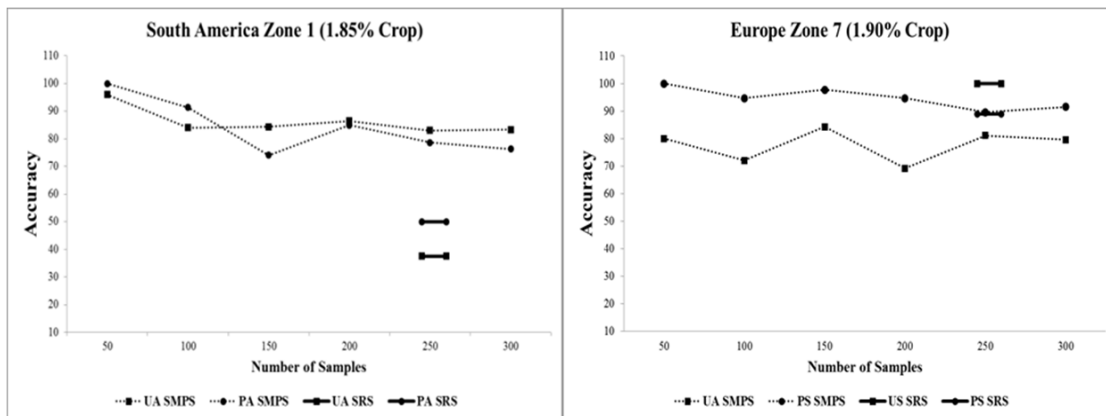 South America Zone 1 (1.85% Crop)
Accuracy
110
100
90
80
70
60
50
40
30
20
10
50 100 150 200 250 300
Number of Samples
UA SMPS PA SMPS UA SRS PA SRS
Europe Zone 7 (1.90% Crop)
Accuracy
110
100
90
80
70
60
50
40
30
20
10
50 100 150 200 250 300
Number of Samples
UA SMPS PS SMPS US SRS PS SRS